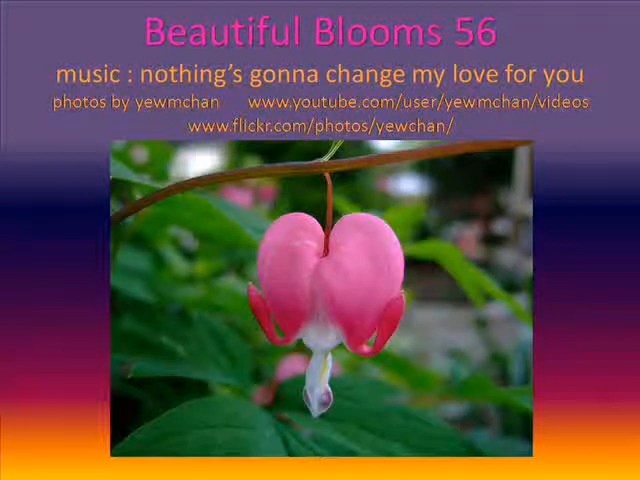 Beautiful Blooms 56
music : nothing's gonna change my love for you
photos by yewmchan www.youtube.com/user/yewmchan/videos
www.flickr.com/photos/yewchan/